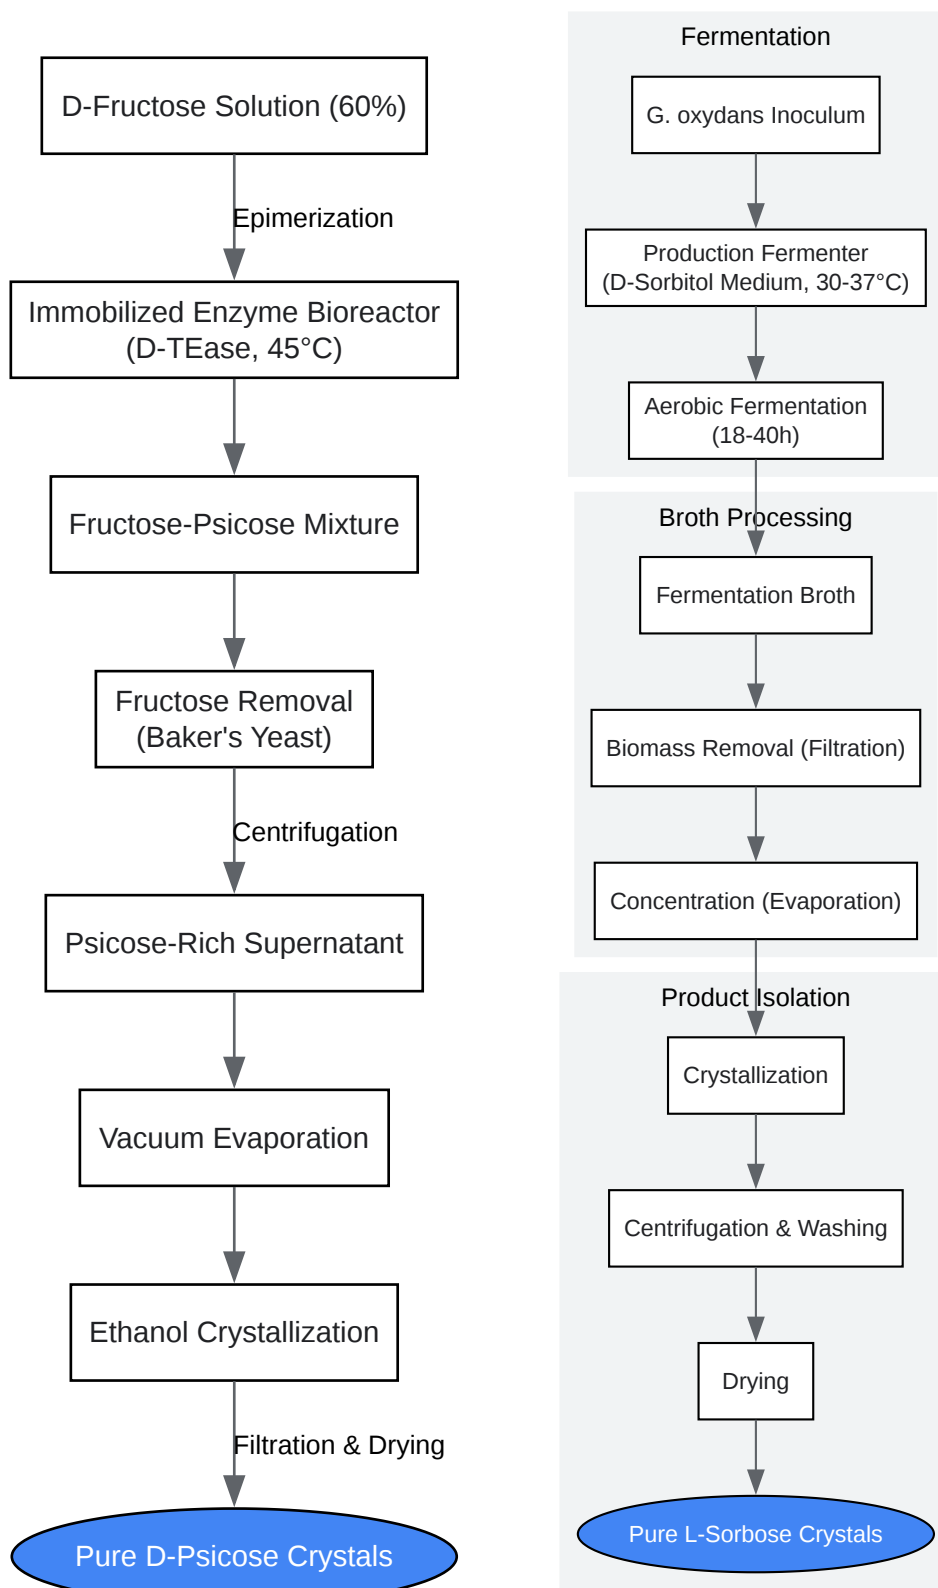 D-Fructose Solution (60%)
Epimerization
Immobilized Enzyme Bioreactor
(D-TEase, 45°C)
Fructose-Psicose Mixture
Fructose Removal
(Baker's Yeast)
Centrifugation
Psicose-Rich Supernatant
Vacuum Evaporation
Ethanol Crystallization
Filtration & Drying
Pure D-Psicose Crystals
Fermentation
G. oxydans Inoculum
Production Fermenter
(D-Sorbitol Medium, 30-37°C)
Aerobic Fermentation
(18-40h)
Broth Processing
Fermentation Broth
Biomass Removal (Filtration)
Concentration (Evaporation)
Product Isolation
Crystallization
Centrifugation & Washing
Drying
Pure L-Sorbose Crystals